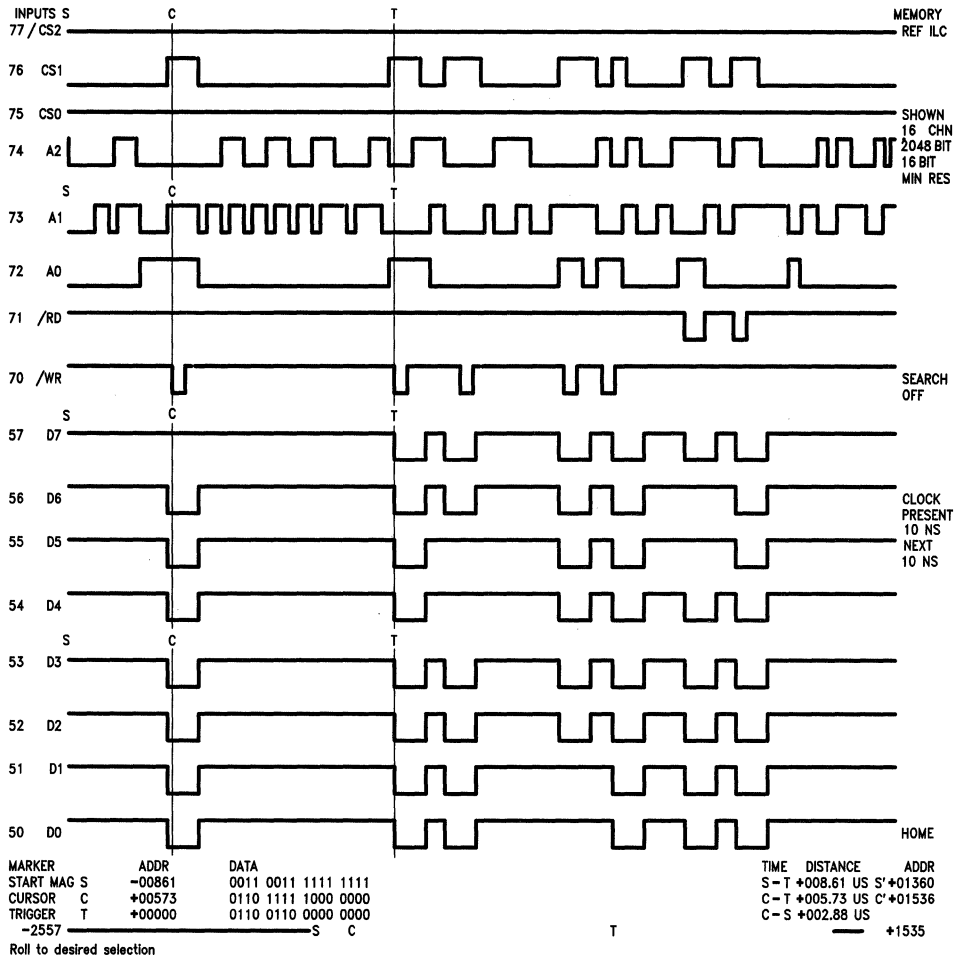 INPUTS S C T MEMORY
77 /CS2 REF ILC
76 CS1
75 CS0 SHOWN
16 CHN
74 A2 2048 BIT
16 BIT
MIN RES
S C T
73 A1
72 A0
71 /RD
70 /WR SEARCH
OFF
S C T
57 D7
56 D6 CLOCK
PRESENT
10 NS
55 D5 NEXT
10 NS
54 D4
S C T
53 D3
52 D2
51 D1
50 D0 HOME
MARKER ADDR DATA TIME DISTANCE ADDR
START MAG S -00861 0011 0011 1111 1111 S-T +008.61 US S'+01360
CURSOR C +00573 0110 1111 1000 0000 C-T +005.73 US C'+01536
TRIGGER T +00000 0110 0110 0000 0000 C-S +002.88 US
-2557 S C T +1535
Roll to desired selection